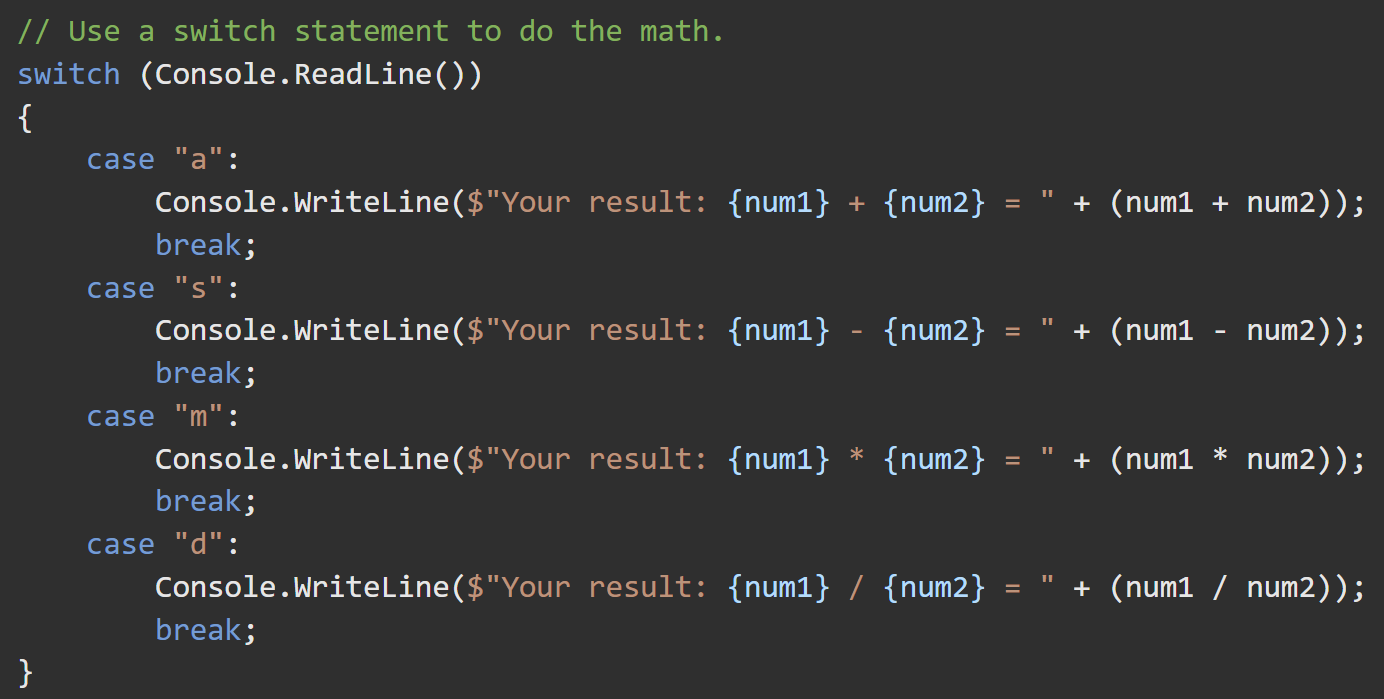 // Use a switch statement to do the math.
switch (Console.ReadLine())
{
    case "a":
        Console.WriteLine($"Your result: {num1} + {num2} = " + (num1 + num2));
        break;
    case "s":
        Console.WriteLine($"Your result: {num1} - {num2} = " + (num1 - num2));
        break;
    case "m":
        Console.WriteLine($"Your result: {num1} * {num2} = " + (num1 * num2));
        break;
    case "d":
        Console.WriteLine($"Your result: {num1} / {num2} = " + (num1 / num2));
        break;
}